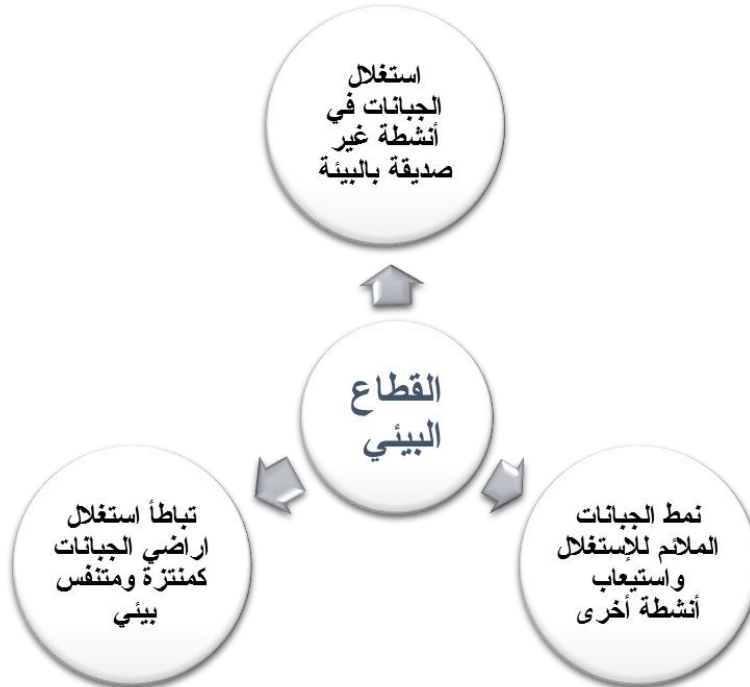 استغلال
الجبانات في
أنشطة غير
صديقة بالبيئة
القطاع
البيئي
نمط الجبانات
الملائم للإستغلال
واستيعاب
أنشطة أخرى
تباطأ استغلال
اراضي الجبانات
كمنتزة ومتنفس
بيئي